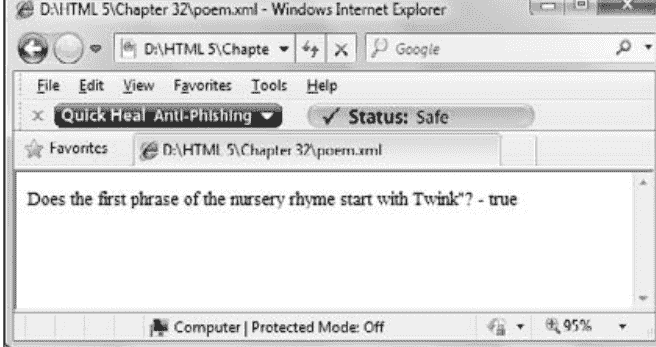 D:\HTML 5\Chapter 32\poem.xml - Windows Internet Explorer
D:\HTML 5\Chapte
Google
File Edit View Favorites Tools Help
x Quick Heal Anti-Phishing ✓ Status: Safe
Favorites D:\HTML 5\Chapter 32\poem.xml
Does the first phrase of the nursery rhyme start with Twink"? - true
Computer | Protected Mode: Off 95%